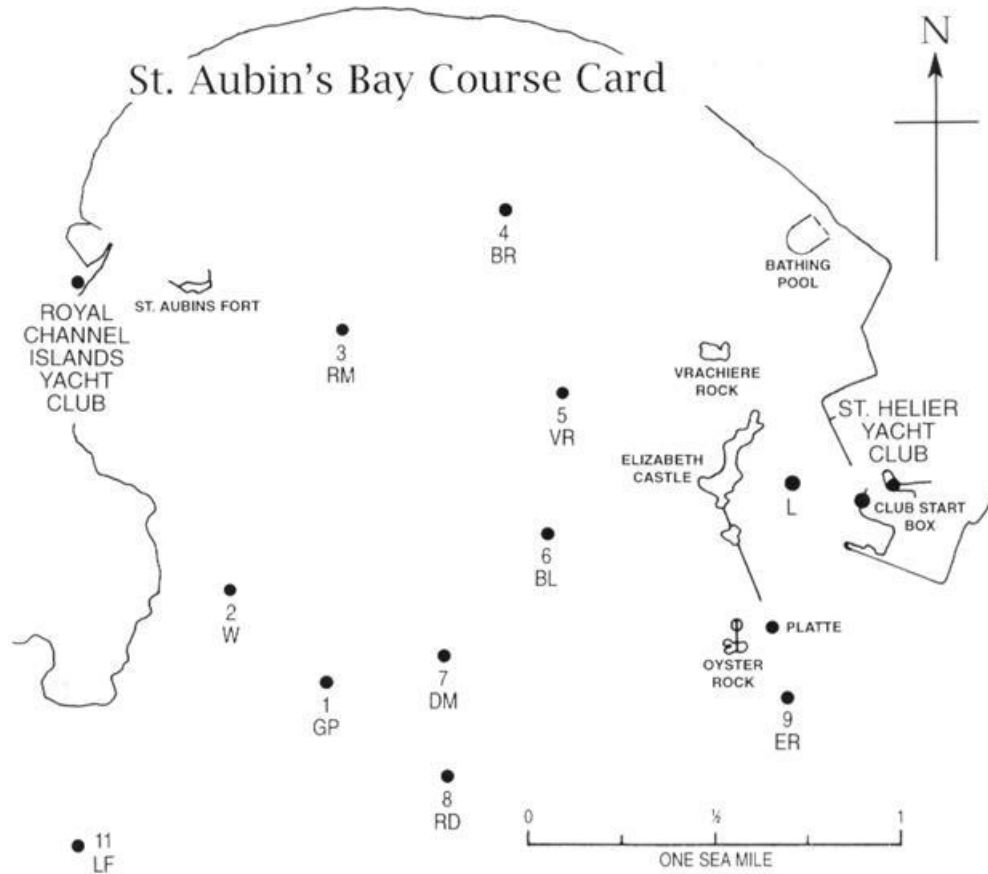 N
St. Aubin's Bay Course Card
4
BR
BATHING
POOL
ROYAL
CHANNEL
ISLANDS
YACHT
CLUB
ST. AUBINS FORT
3
RM
VRACHIERE
ROCK
5
VR
ST. HELIER
YACHT
CLUB
ELIZABETH
CASTLE
L
CLUB START
BOX
6
BL
2
W
PLATTE
OYSTER
ROCK
7
DM
1
GP
9
ER
8
RD
11
LF
0 ½ 1
ONE SEA MILE